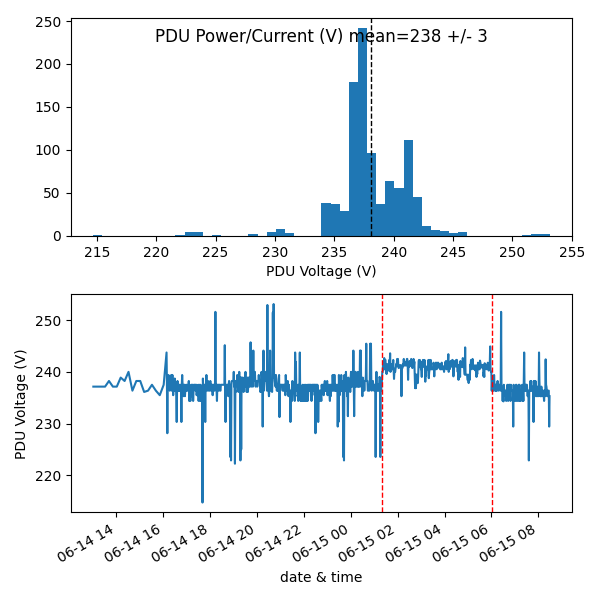 PDU Power/Current (V) mean=238 +/- 3
250
200
150
100
50
0
215 220 225 230 235 240 245 250 255
PDU Voltage (V)
PDU Voltage (V)
250
240
230
220
06-14 14 06-14 16 06-14 18 06-14 20 06-14 22 06-15 00 06-15 02 06-15 04 06-15 06 06-15 08
date & time